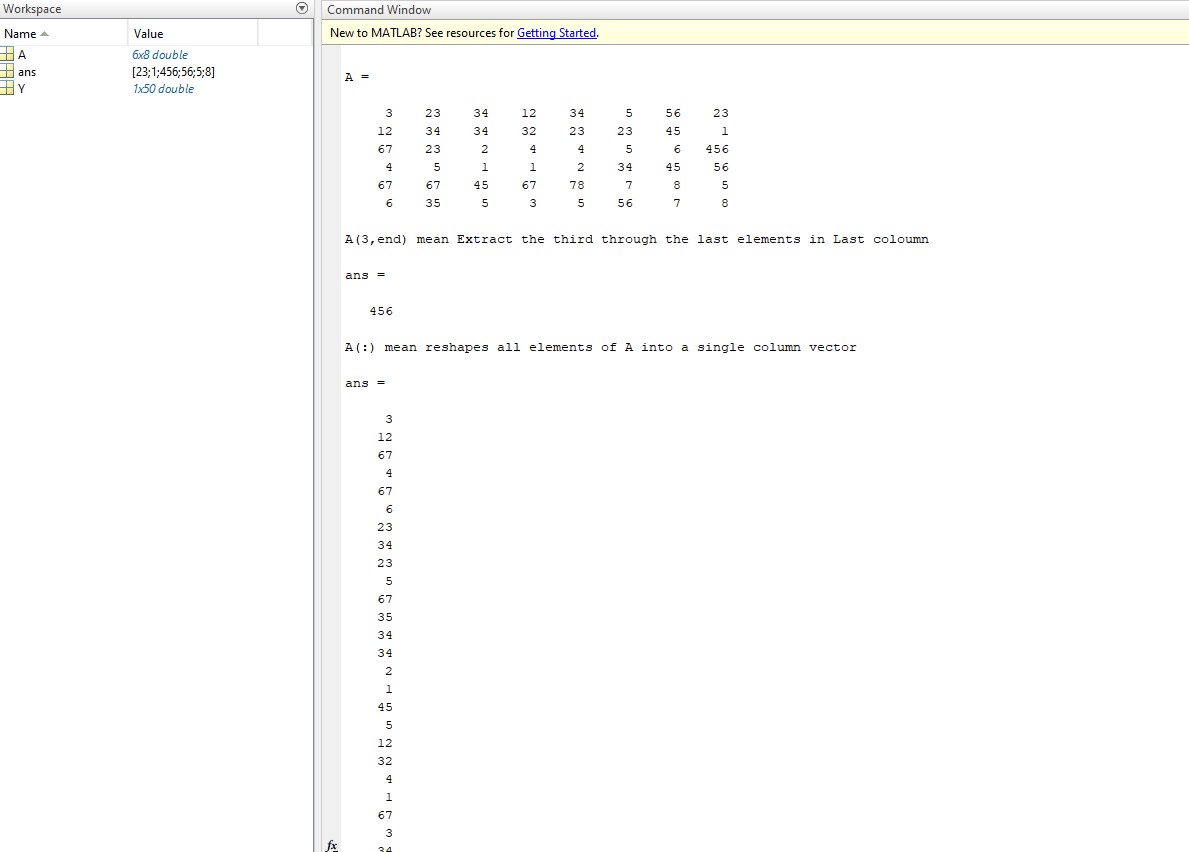 Workspace
Name Value
A 6x8 double
ans [23;1;456;56;5;8]
Y 1x50 double
Command Window
New to MATLAB? See resources for Getting Started.
A =
3 23 34 12 34 5 56 23
12 34 34 32 23 23 45 1
67 23 2 4 4 5 6 456
4 5 1 1 2 34 45 56
67 67 45 67 78 7 8 5
6 35 5 3 5 56 7 8
A(3,end) mean Extract the third through the last elements in Last coloumn
ans =
456
A(:) mean reshapes all elements of A into a single column vector
ans =
3
12
67
4
67
6
23
34
23
5
67
35
34
34
2
1
45
5
12
32
4
1
67
3
34
fx